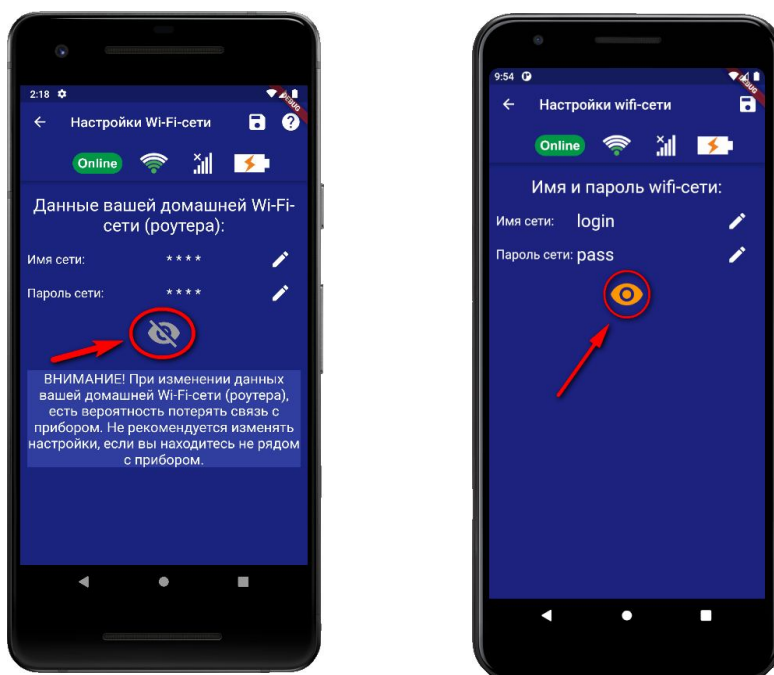 2:18
DEBUG
Настройки Wi-Fi-сети
Online
Данные вашей домашней Wi-Fi-
сети (роутера):
Имя сети: * * * *
Пароль сети: * * * *
ВНИМАНИЕ! При изменении данных
вашей домашней Wi-Fi-сети (роутера),
есть вероятность потерять связь с
прибором. Не рекомендуется изменять
настройки, если вы находитесь не рядом
с прибором.
9:54
DEBUG
Настройки wifi-сети
Online
Имя и пароль wifi-сети:
Имя сети: login
Пароль сети: pass